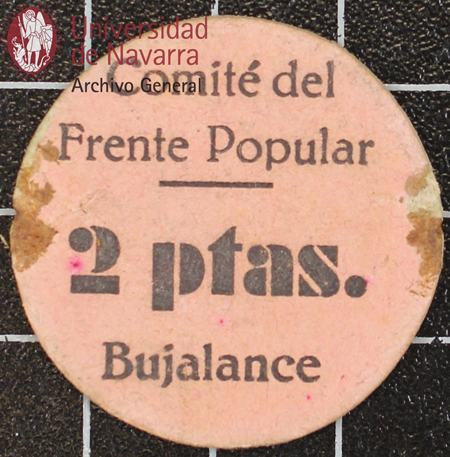 Universidad
de Navarra
Archivo General
Comité del
Frente Popular
2 ptas.
Bujalance